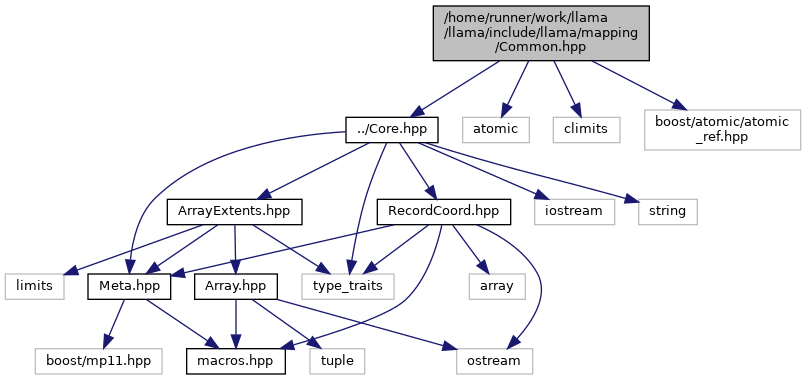 /home/runner/work/llama
/llama/include/llama/mapping
/Common.hpp
../Core.hpp
atomic
climits
boost/atomic/atomic
_ref.hpp
ArrayExtents.hpp
RecordCoord.hpp
iostream
string
limits
Meta.hpp
Array.hpp
type_traits
array
boost/mp11.hpp
macros.hpp
tuple
ostream